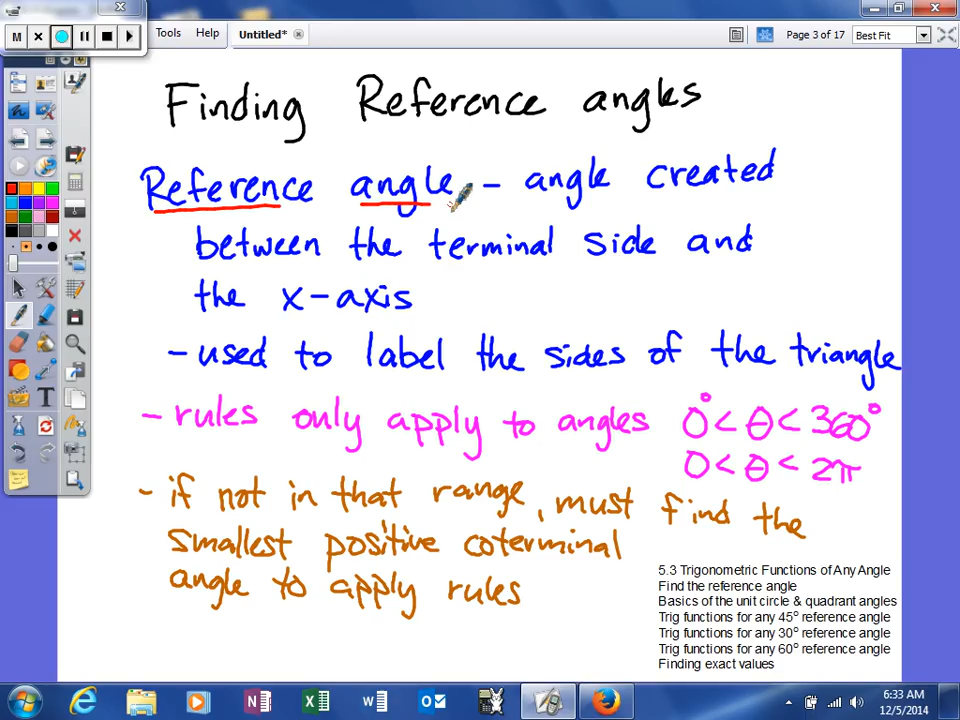 M
Tools Help Untitled* Page 3 of 17 Best Fit
Finding Reference angles
Reference angle - angle created
between the terminal side and
the x-axis
- used to label the sides of the triangle
- rules only apply to angles 0° < θ < 360°
0 < θ < 2π
- if not in that range, must find the
smallest positive coterminal
angle to apply rules
5.3 Trigonometric Functions of Any Angle
Find the reference angle
Basics of the unit circle & quadrant angles
Trig functions for any 45° reference angle
Trig functions for any 30° reference angle
Trig functions for any 60° reference angle
Finding exact values
6:33 AM
12/5/2014